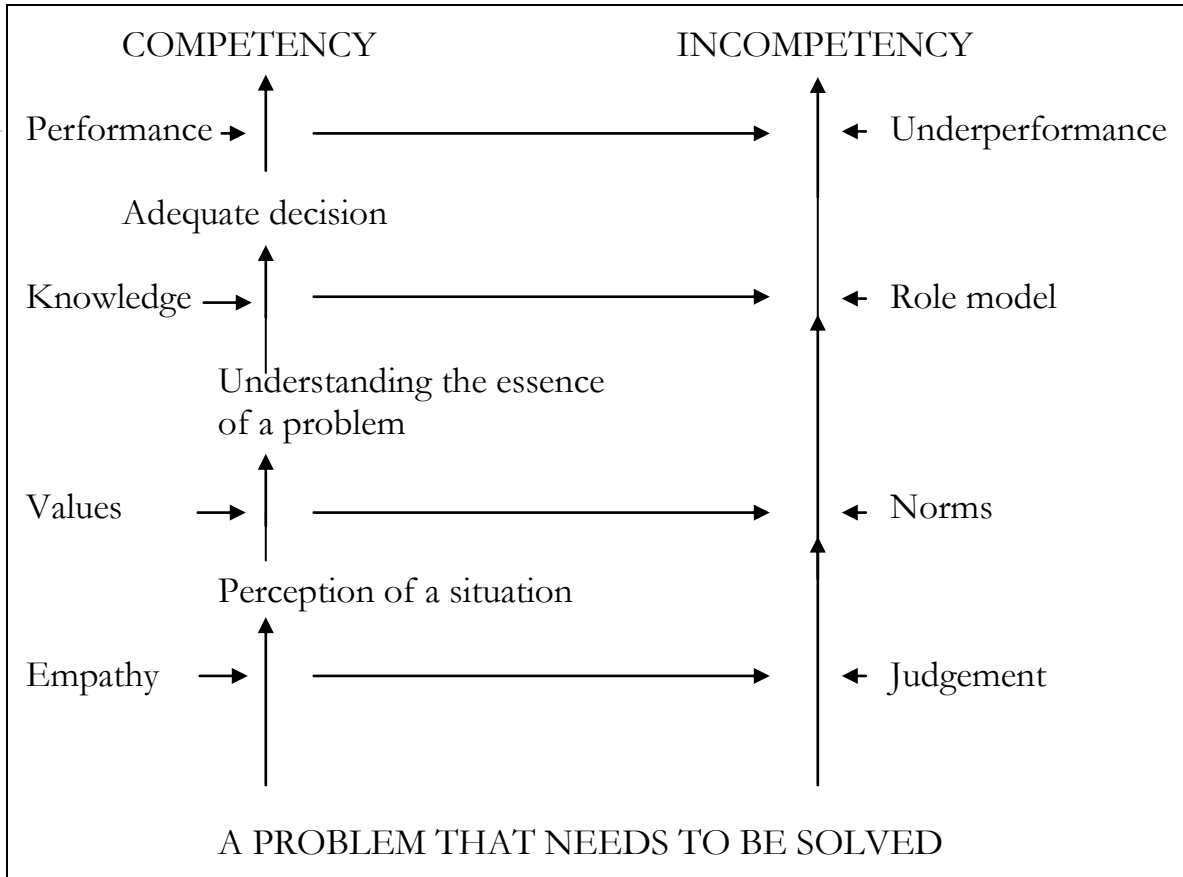 COMPETENCY INCOMPETENCY
Performance Underperformance
Adequate decision
Knowledge Role model
Understanding the essence
of a problem
Values Norms
Perception of a situation
Empathy Judgement
A PROBLEM THAT NEEDS TO BE SOLVED